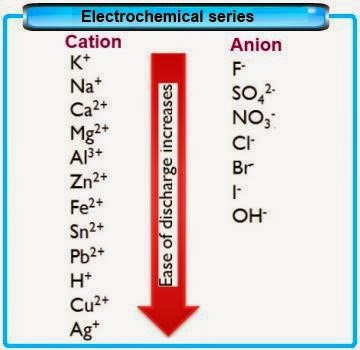 Electrochemical series
Cation
K⁺
Na⁺
Ca²⁺
Mg²⁺
Al³⁺
Zn²⁺
Fe²⁺
Sn²⁺
Pb²⁺
H⁺
Cu²⁺
Ag⁺
Ease of discharge increases
Anion
F⁻
SO₄²⁻
NO₃⁻
Cl⁻
Br⁻
I⁻
OH⁻